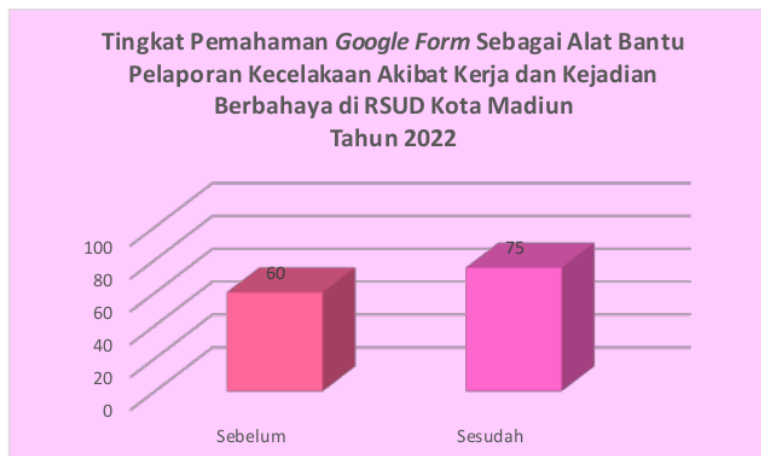 Tingkat Pemahaman Google Form Sebagai Alat Bantu
Pelaporan Kecelakaan Akibat Kerja dan Kejadian
Berbahaya di RSUD Kota Madiun
Tahun 2022
100
80
60
40
20
0
60
75
Sebelum
Sesudah